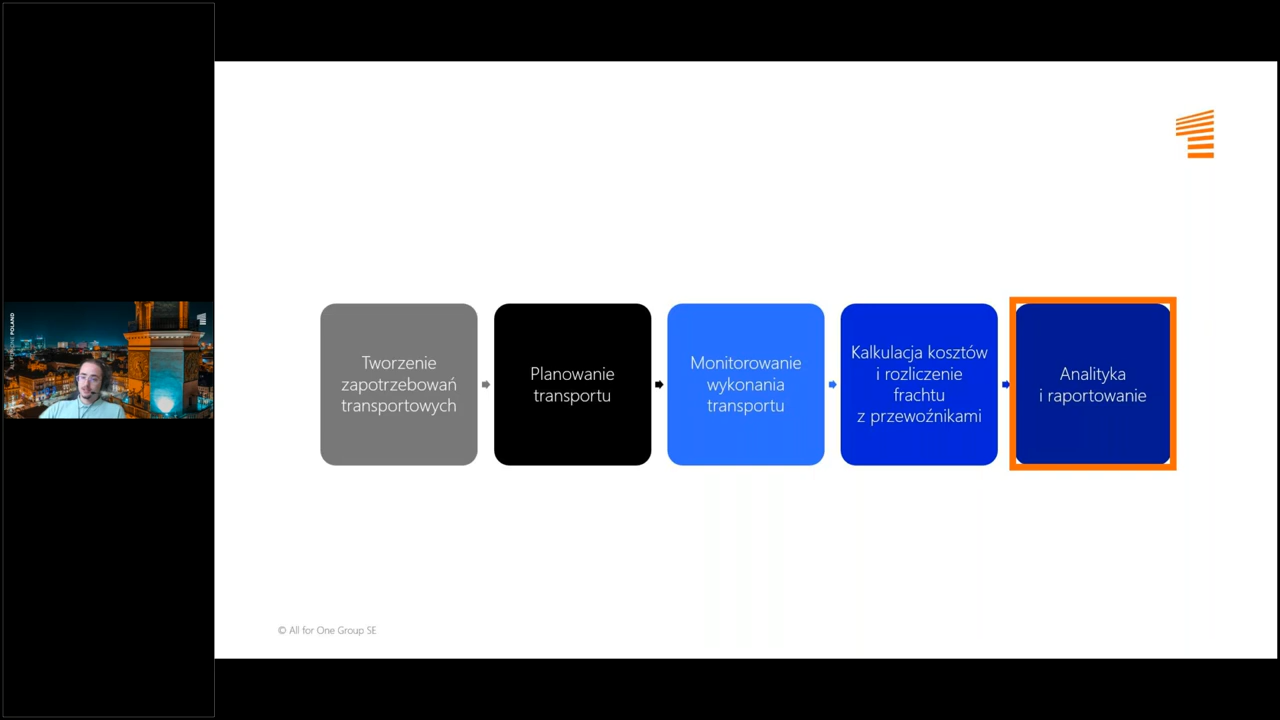 Tworzenie
zapotrzebowań
transportowych
Planowanie
transportu
Monitorowanie
wykonania
transportu
Kalkulacja kosztów
i rozliczenie
frachtu
z przewoźnikami
Analityka
i raportowanie
© All for One Group SE
POLAND